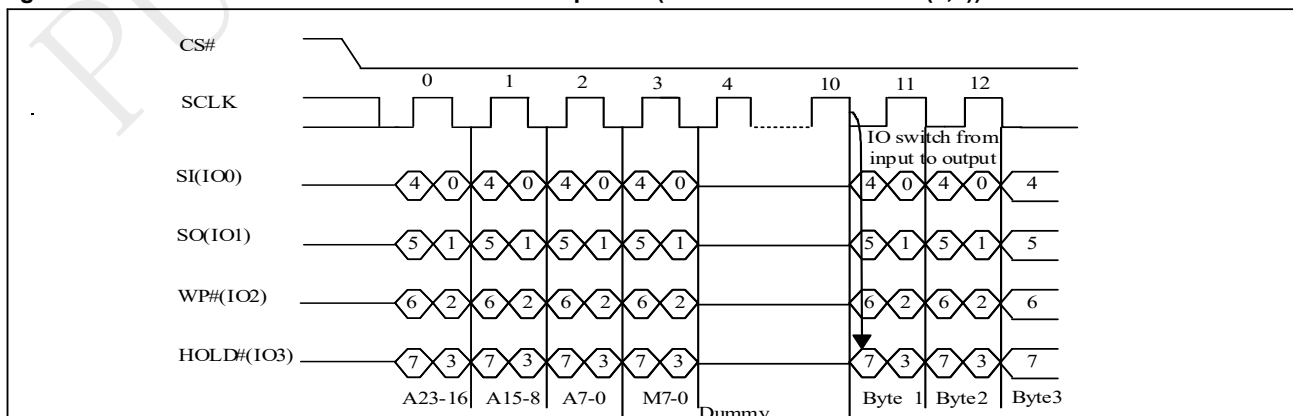 CS#
0 1 2 3 4 10 11 12
SCLK
IO switch from
input to output
SI(IO0) 4 0 4 0 4 0 4 0 4 0 4 0 4
SO(IO1) 5 1 5 1 5 1 5 1 5 1 5 1 5
WP#(IO2) 6 2 6 2 6 2 6 2 6 2 6 2 6
HOLD#(IO3) 7 3 7 3 7 3 7 3 7 3 7 3 7
A23-16 A15-8 A7-0 M7-0 Byte 1 Byte2 Byte3
Dummy